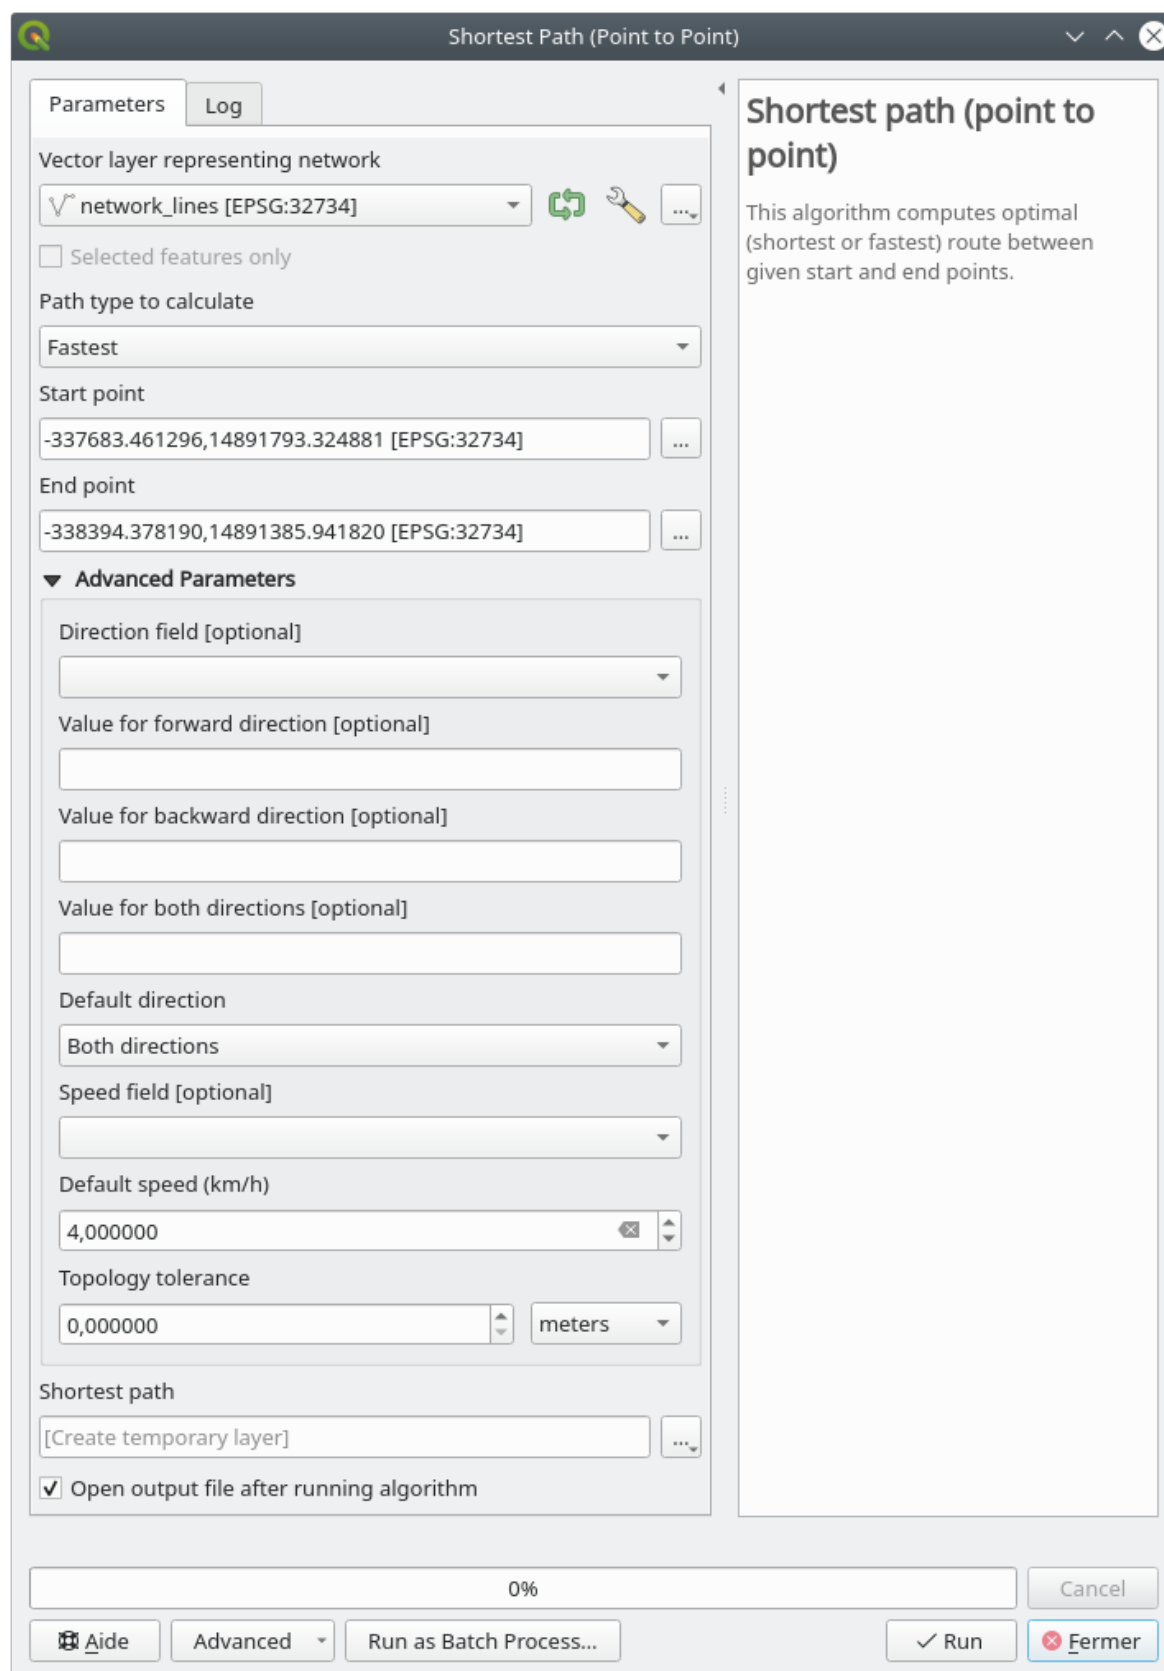 Shortest Path (Point to Point)
Parameters
Log
Vector layer representing network
network_lines [EPSG:32734]
...
Selected features only
Path type to calculate
Fastest
Start point
-337683.461296,14891793.324881 [EPSG:32734]
...
End point
-338394.378190,14891385.941820 [EPSG:32734]
...
Advanced Parameters
Direction field [optional]
Value for forward direction [optional]
Value for backward direction [optional]
Value for both directions [optional]
Default direction
Both directions
Speed field [optional]
Default speed (km/h)
4,000000
Topology tolerance
0,000000
meters
Shortest path
[Create temporary layer]
...
Open output file after running algorithm
Shortest path (point to
point)
This algorithm computes optimal
(shortest or fastest) route between
given start and end points.
0%
Cancel
Aide
Advanced
Run as Batch Process...
Run
Fermer